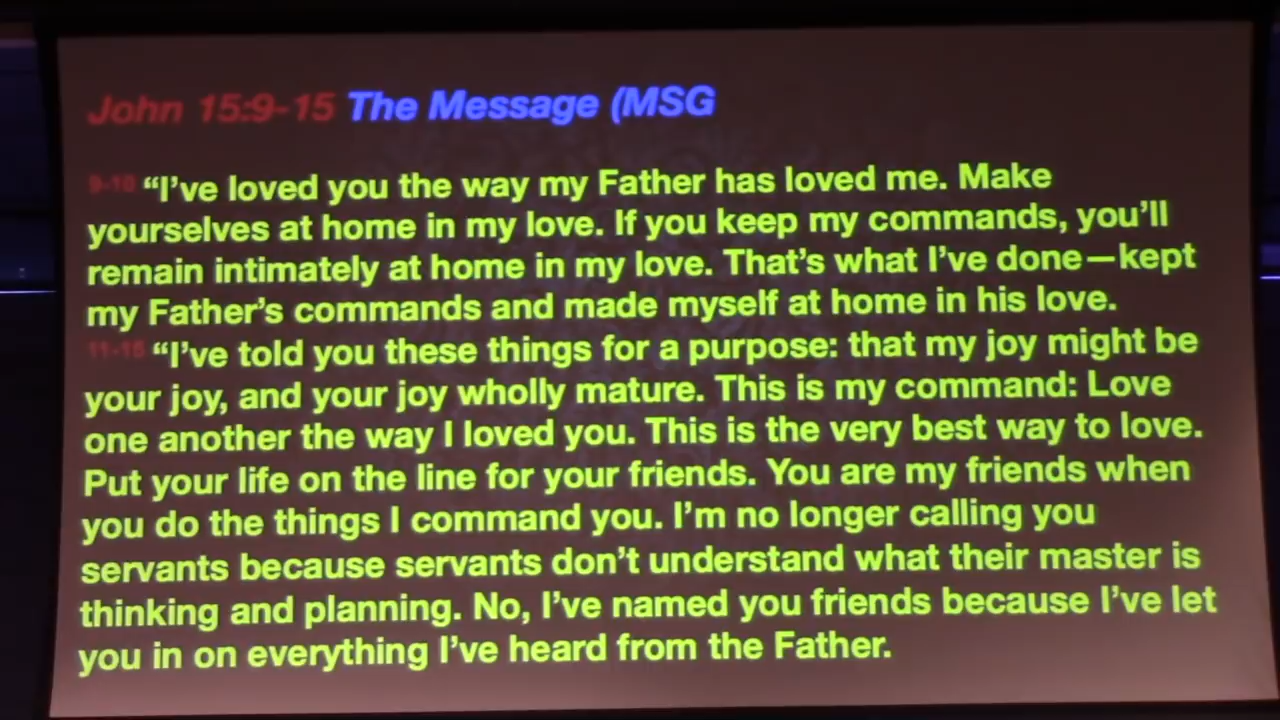 John 15:9-15 The Message (MSG
9-10 “I’ve loved you the way my Father has loved me. Make
yourselves at home in my love. If you keep my commands, you’ll
remain intimately at home in my love. That’s what I’ve done—kept
my Father’s commands and made myself at home in his love.
11-15 “I’ve told you these things for a purpose: that my joy might be
your joy, and your joy wholly mature. This is my command: Love
one another the way I loved you. This is the very best way to love.
Put your life on the line for your friends. You are my friends when
you do the things I command you. I’m no longer calling you
servants because servants don’t understand what their master is
thinking and planning. No, I’ve named you friends because I’ve let
you in on everything I’ve heard from the Father.